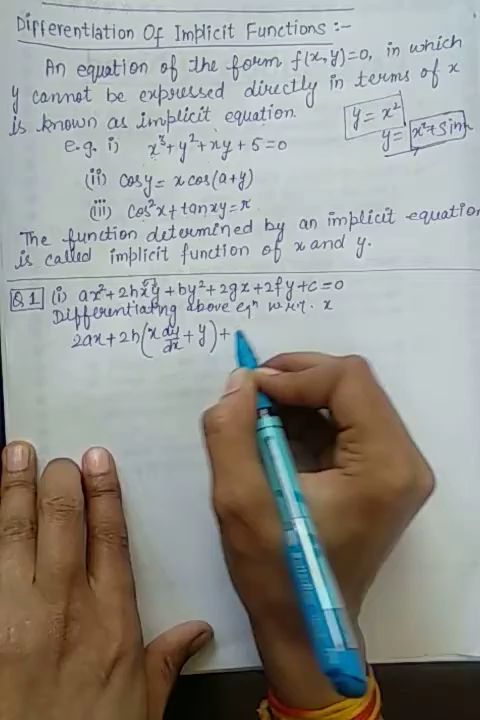 Differentiation Of Implicit Functions :-
An equation of the form f(x,y)=0, in which
y cannot be expressed directly in terms of x
is known as implicit equation.
y = x²
y = x²+sinx
e.g. i) x³+y²+xy+5=0
(ii) cosy = x cos(a+y)
(iii) cos²x+tanxy=π
The function determined by an implicit equation
is called implicit function of x and y.
Q1 (i) ax²+2hxy+by²+2gx+2fy+c=0
Differentiating above eqⁿ w.r.t. x
2ax+2h(x dy/dx + y)+